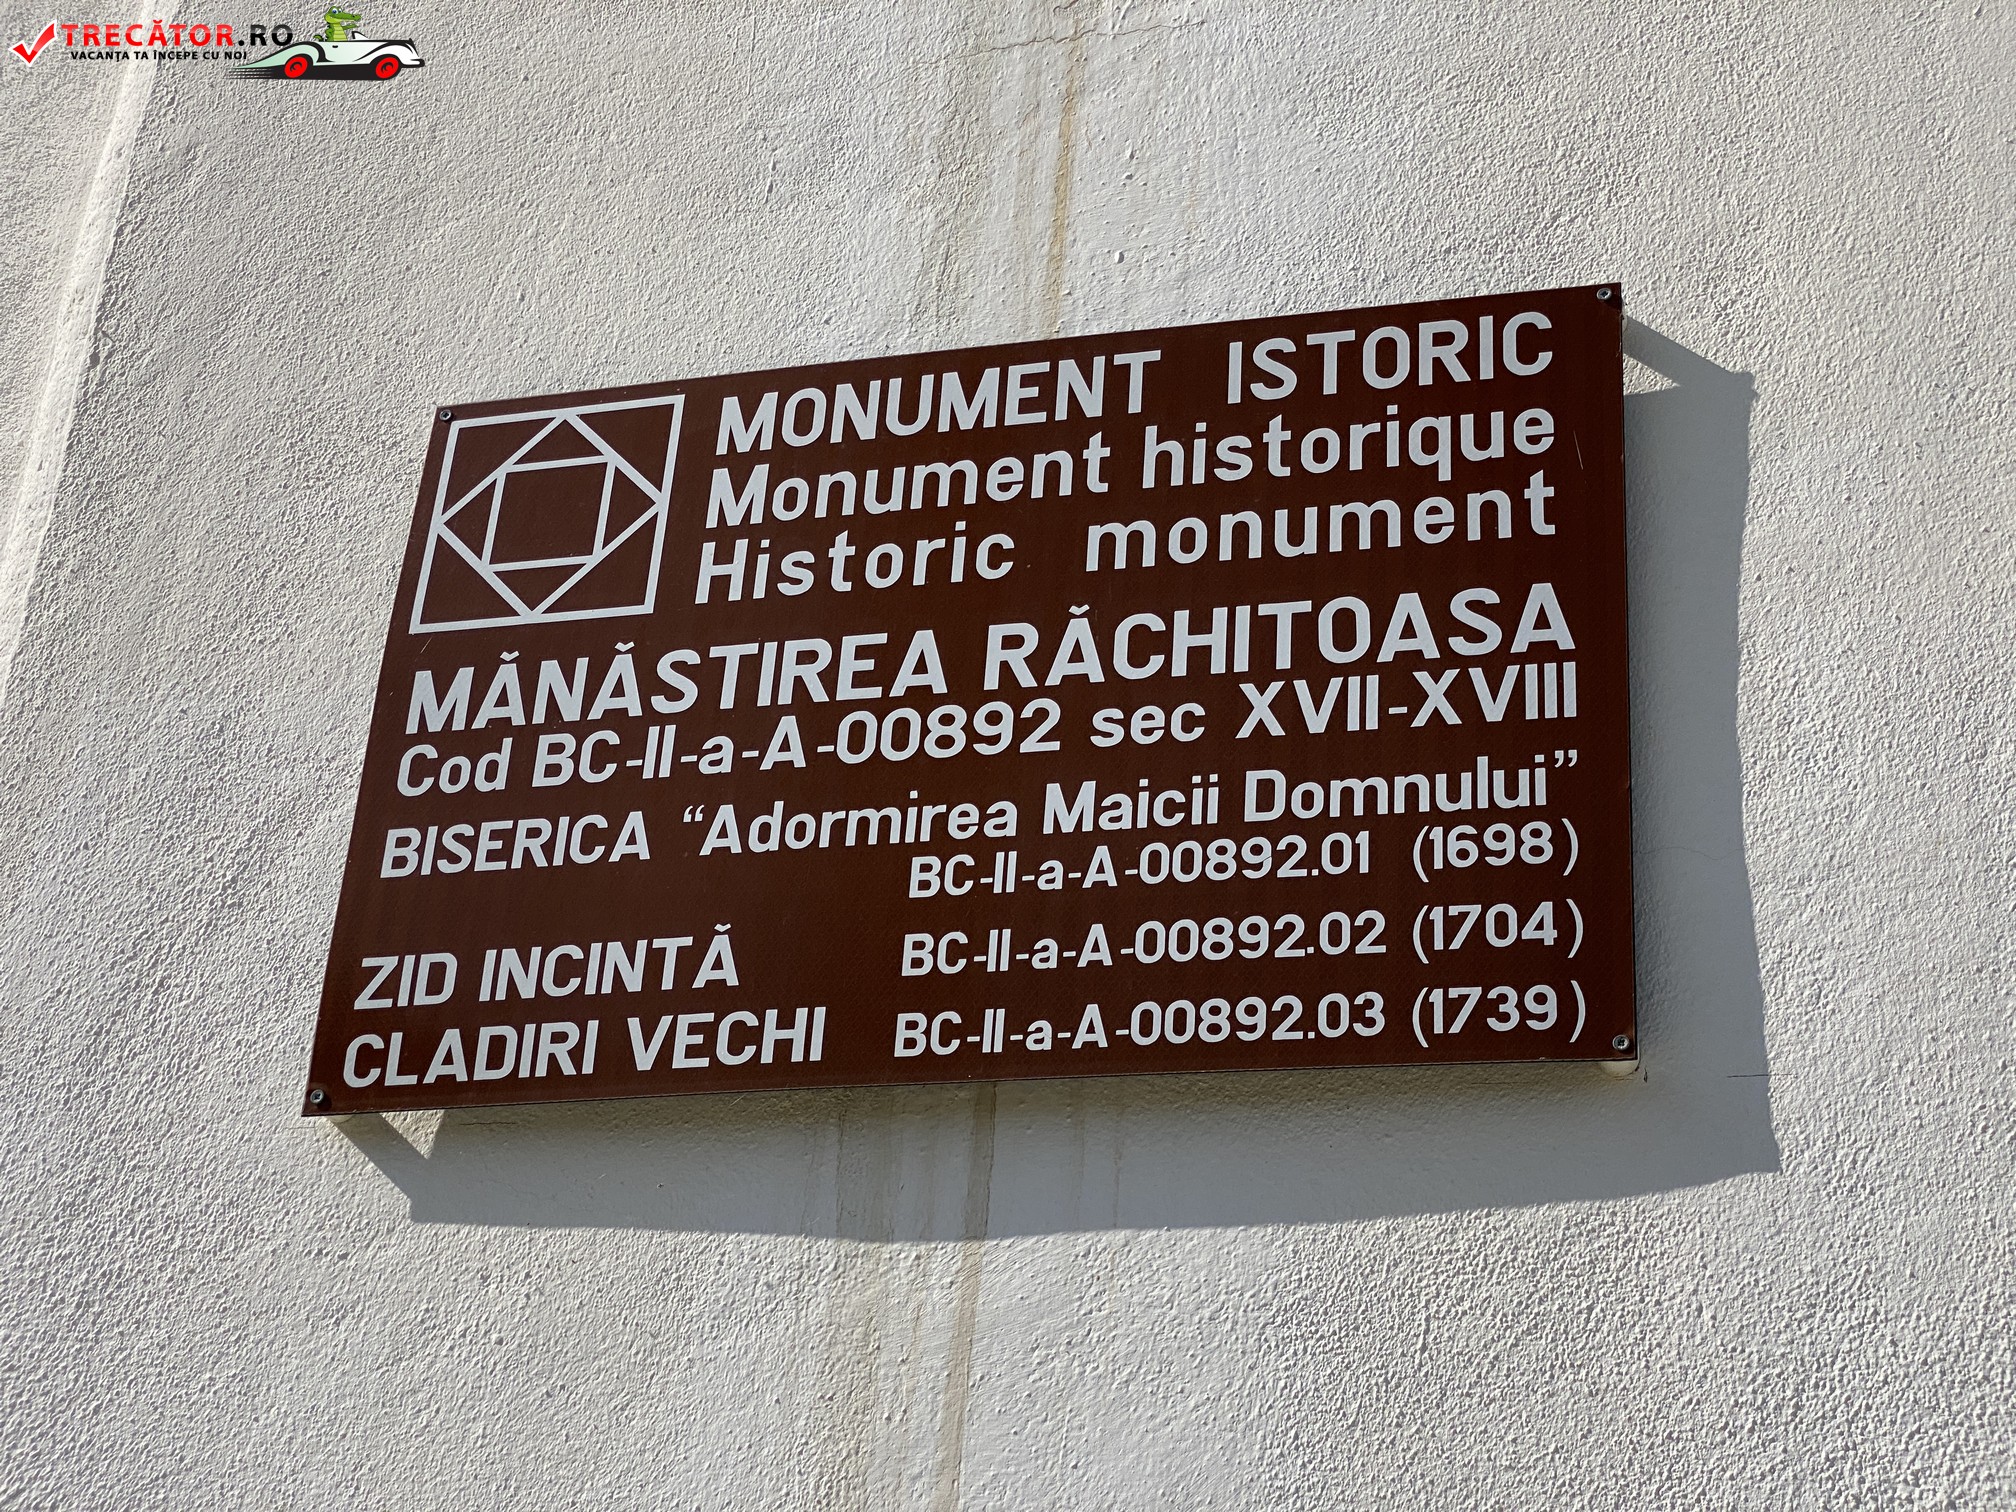 TRECĂTOR.RO
VACANȚA TA ÎNCEPE CU NOI
MONUMENT ISTORIC
Monument historique
Historic monument
MĂNĂSTIREA RĂCHITOASA
Cod BC-II-a-A-00892 sec XVII-XVIII
BISERICA “Adormirea Maicii Domnului”
BC-II-a-A-00892.01 (1698)
ZID INCINTĂ BC-II-a-A-00892.02 (1704)
CLADIRI VECHI BC-II-a-A-00892.03 (1739)